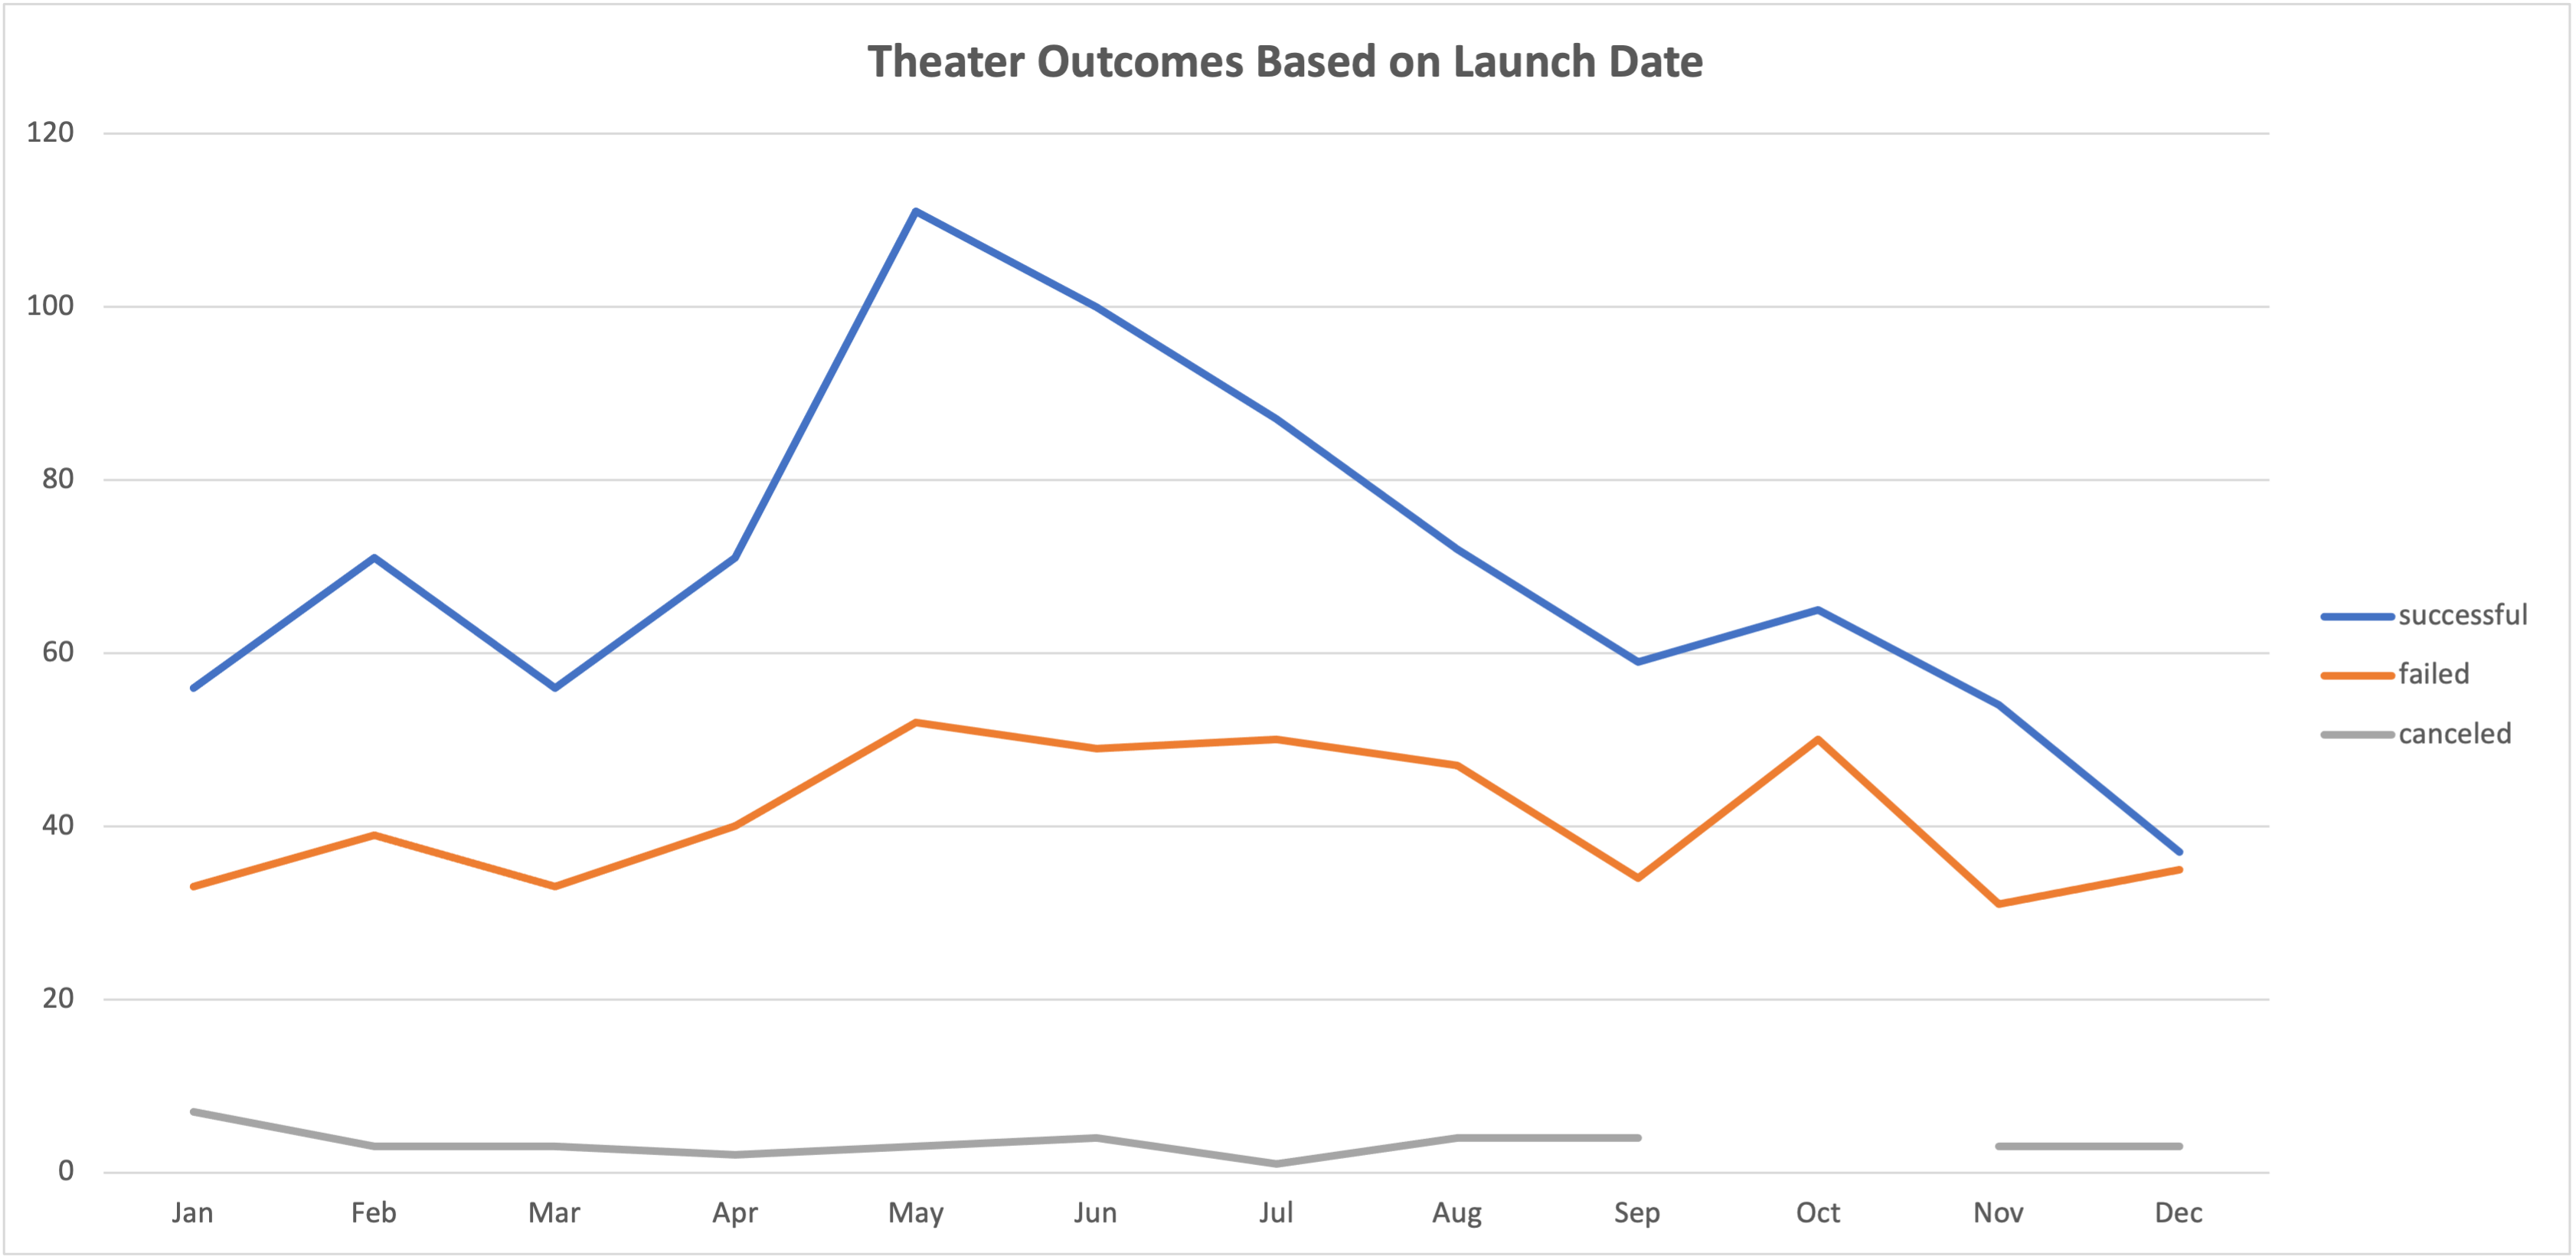 Theater Outcomes Based on Launch Date
120
100
80
60
40
20
0
Jan Feb Mar Apr May Jun Jul Aug Sep Oct Nov Dec
successful
failed
canceled